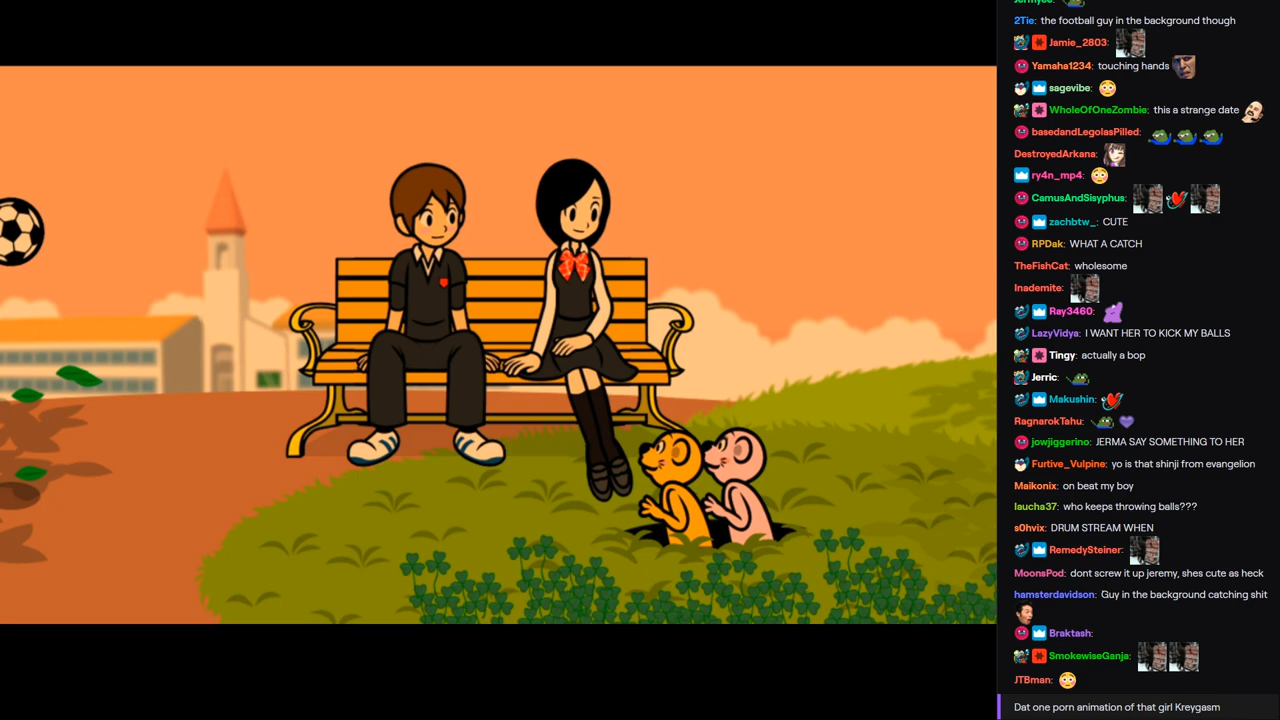 Jermyee:
2Tie: the football guy in the background though
Jamie_2803:
Yamaha1234: touching hands
sagevibe:
WholeOfOneZombie: this a strange date
basedandLegolasPilled:
DestroyedArkana:
ry4n_mp4:
CamusAndSisyphus:
zachbtw_: CUTE
RPDak: WHAT A CATCH
TheFishCat: wholesome
Inademite:
Ray3460:
LazyVidya: I WANT HER TO KICK MY BALLS
Tingy: actually a bop
Jerric:
Makushin:
RagnarokTahu:
jowjiggerino: JERMA SAY SOMETHING TO HER
Furtive_Vulpine: yo is that shinji from evangelion
Maikonix: on beat my boy
laucha37: who keeps throwing balls???
s0hvix: DRUM STREAM WHEN
RemedySteiner:
MoonsPod: dont screw it up jeremy, shes cute as heck
hamsterdavidson: Guy in the background catching shit
Braktash:
SmokewiseGanja:
JTBman:
Dat one porn animation of that girl Kreygasm